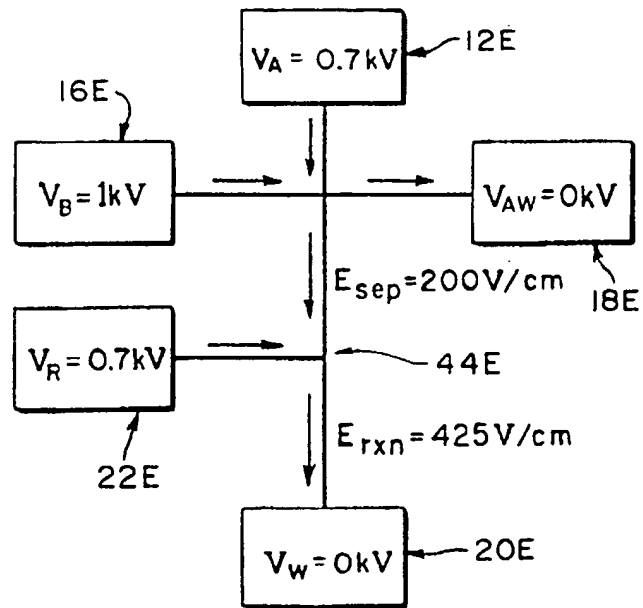 12E
V_A = 0.7kV
16E
V_B = 1kV
V_AW = 0kV
18E
E_sep = 200V/cm
V_R = 0.7kV
44E
22E
E_rxn = 425V/cm
V_W = 0kV
20E